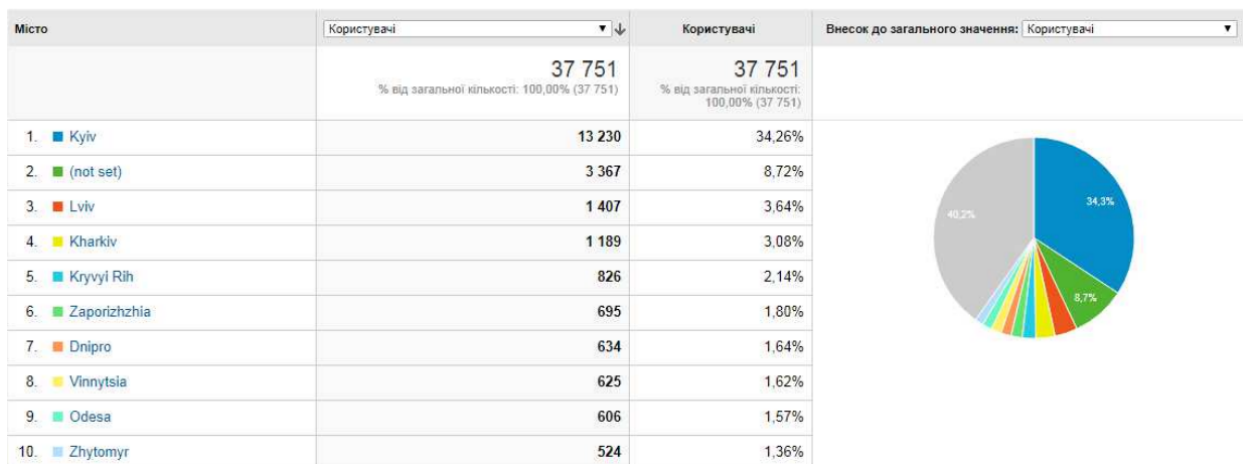 Місто Користувачі Користувачі Внесок до загального значення: Користувачі
37 751 37 751
% від загальної кількості: 100,00% (37 751) % від загальної кількості:
100,00% (37 751)
1. Kyiv 13 230 34,26%
2. (not set) 3 367 8,72%
3. Lviv 1 407 3,64%
4. Kharkiv 1 189 3,08%
5. Kryvyi Rih 826 2,14%
6. Zaporizhzhia 695 1,80%
7. Dnipro 634 1,64%
8. Vinnytsia 625 1,62%
9. Odesa 606 1,57%
10. Zhytomyr 524 1,36%
34,3%
40,2%
8,7%